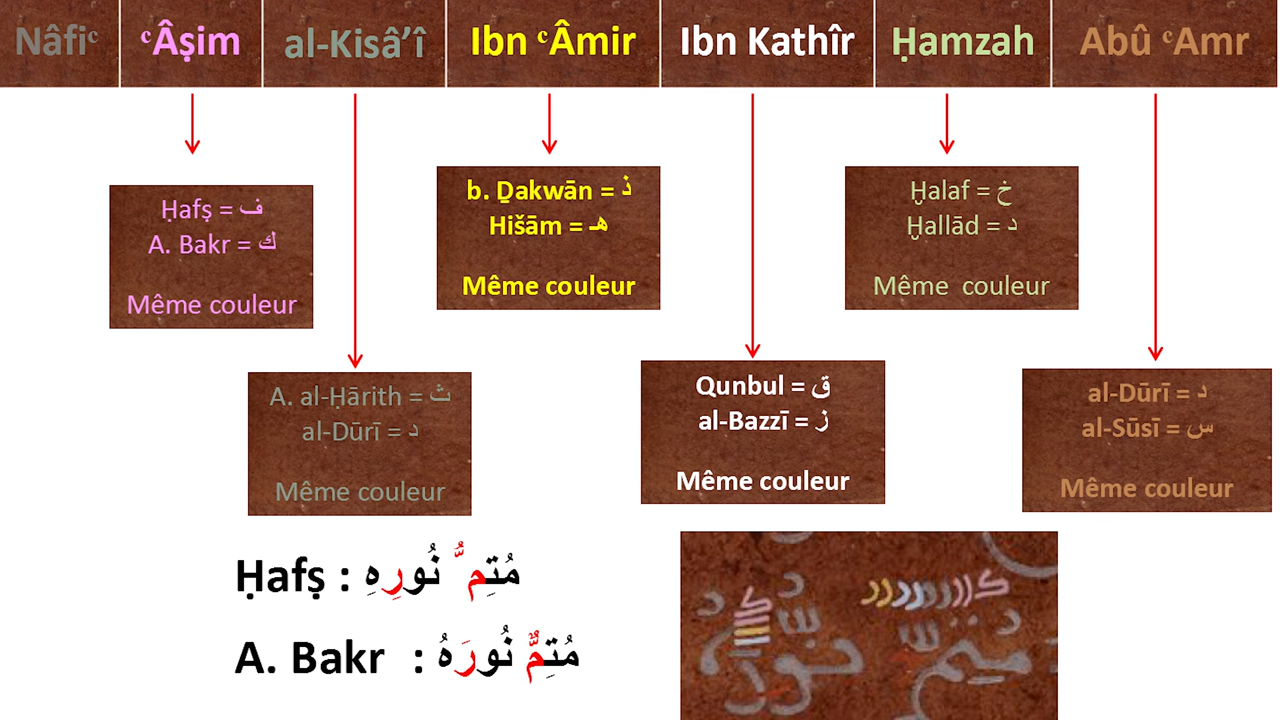 Nâfiᶜ ᶜÂṣim al-Kisâ’î Ibn ᶜÂmir Ibn Kathîr Ḥamzah Abû ᶜAmr
Ḥafṣ = ف
A. Bakr = ك
Même couleur
b. Ḏakwān = ذ
Hišām = هـ
Même couleur
Ḫalaf = خ
Ḫallād = د
Même couleur
A. al-Ḥārith = ث
al-Dūrī = د
Même couleur
Qunbul = ق
al-Bazzī = ز
Même couleur
al-Dūrī = د
al-Sūsī = س
Même couleur
Ḥafṣ : مُتِمُّ نُورِهِ
A. Bakr : مُتِمٌّ نُورَهُ